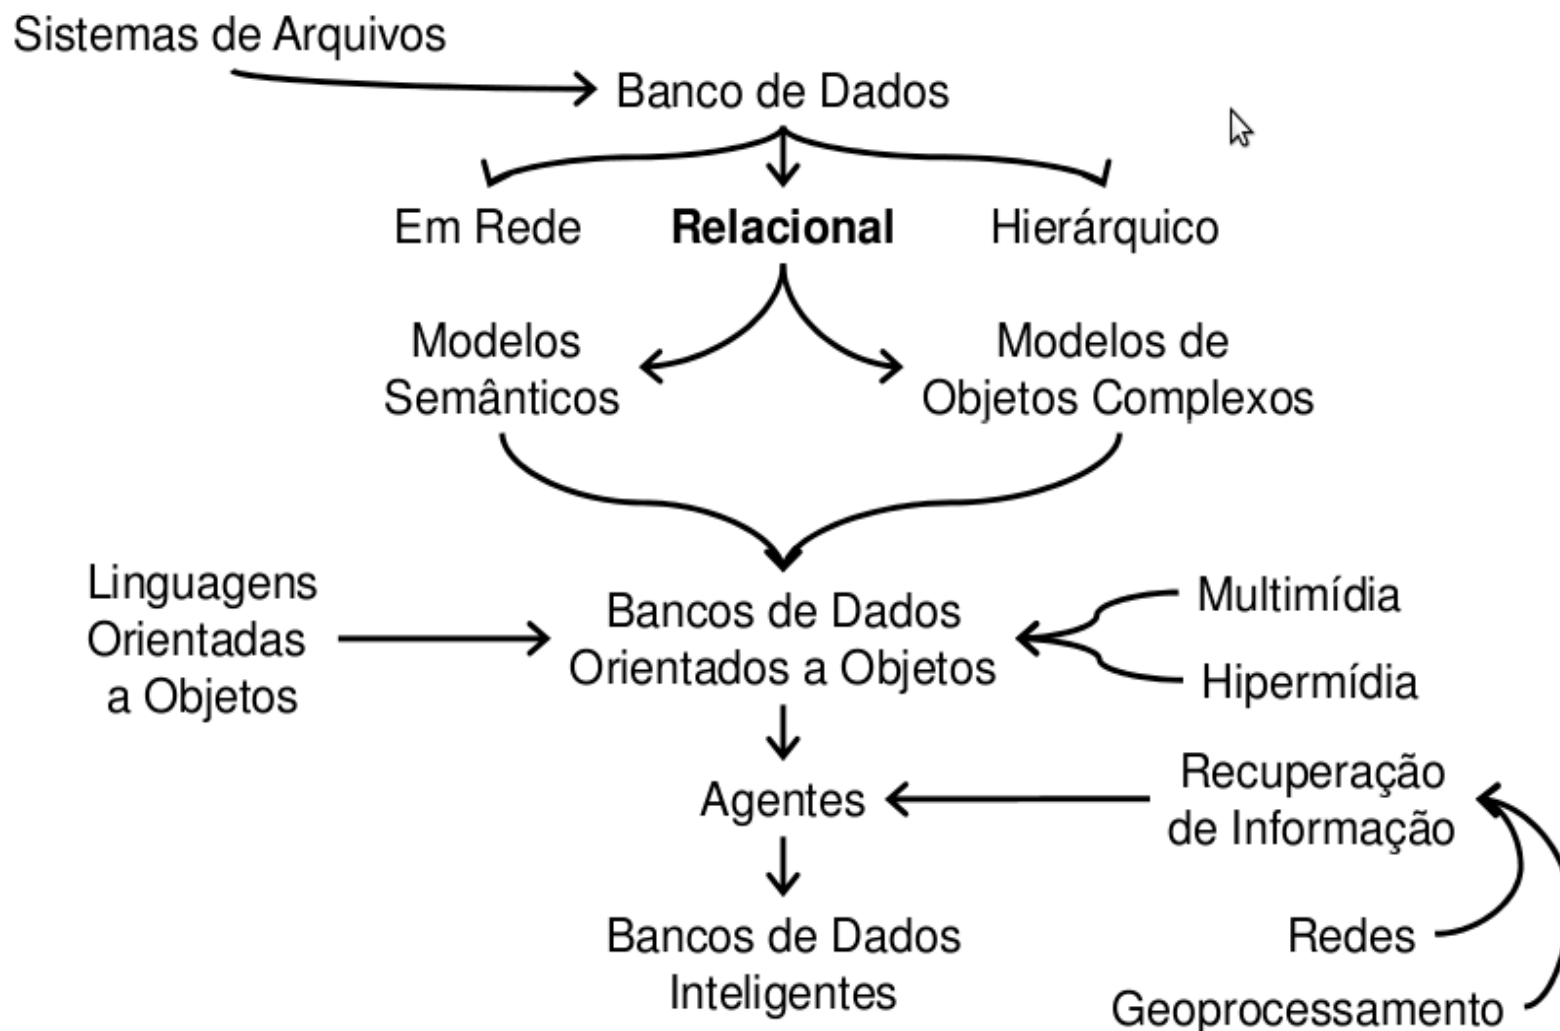 Sistemas de Arquivos
Banco de Dados
Em Rede
Relacional
Hierárquico
Modelos
Semânticos
Modelos de
Objetos Complexos
Linguagens
Orientadas
a Objetos
Bancos de Dados
Orientados a Objetos
Multimídia
Hipermídia
Agentes
Recuperação
de Informação
Bancos de Dados
Inteligentes
Redes
Geoprocessamento